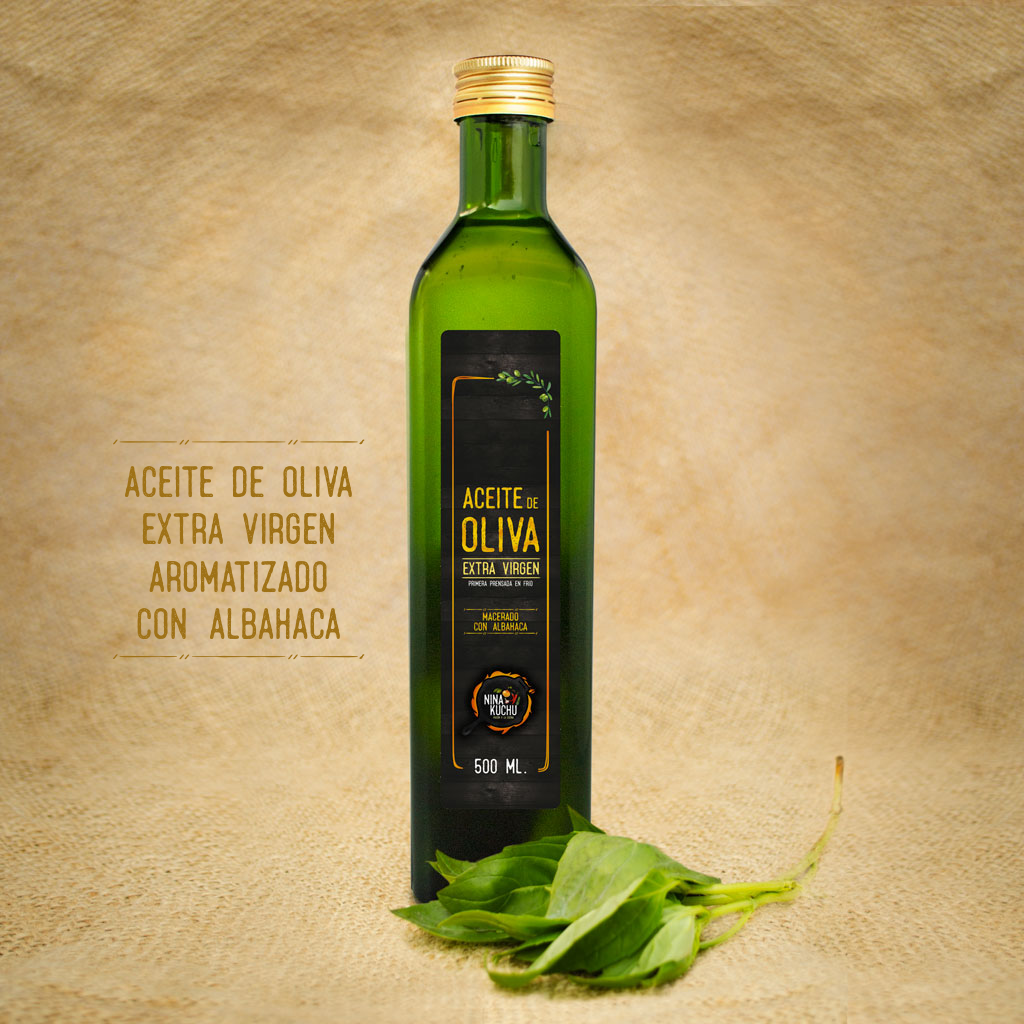 ACEITE DE OLIVA
EXTRA VIRGEN
AROMATIZADO
CON ALBAHACA
ACEITE DE
OLIVA
EXTRA VIRGEN
PRIMERA PRENSADA EN FRIO
MACERADO
CON ALBAHACA
NINA
KUCHU
500 ML.